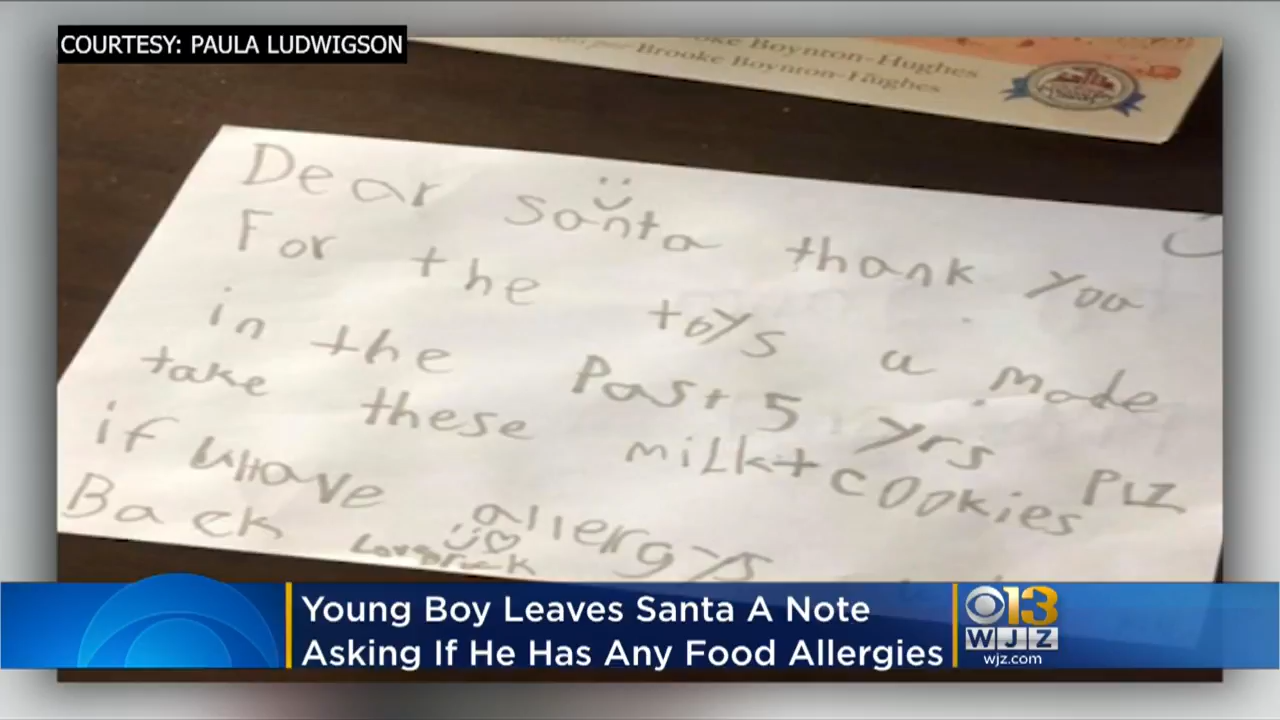 COURTESY: PAULA LUDWIGSON
Boynton-Hughes
Brooke Boynton-Hughes
Dear Santa thank you
For the toys u made
in the Past 5 yrs PLZ
take these milk+cookies
if u Have allergys
Back
Young Boy Leaves Santa A Note
Asking If He Has Any Food Allergies
13
WJZ
wjz.com